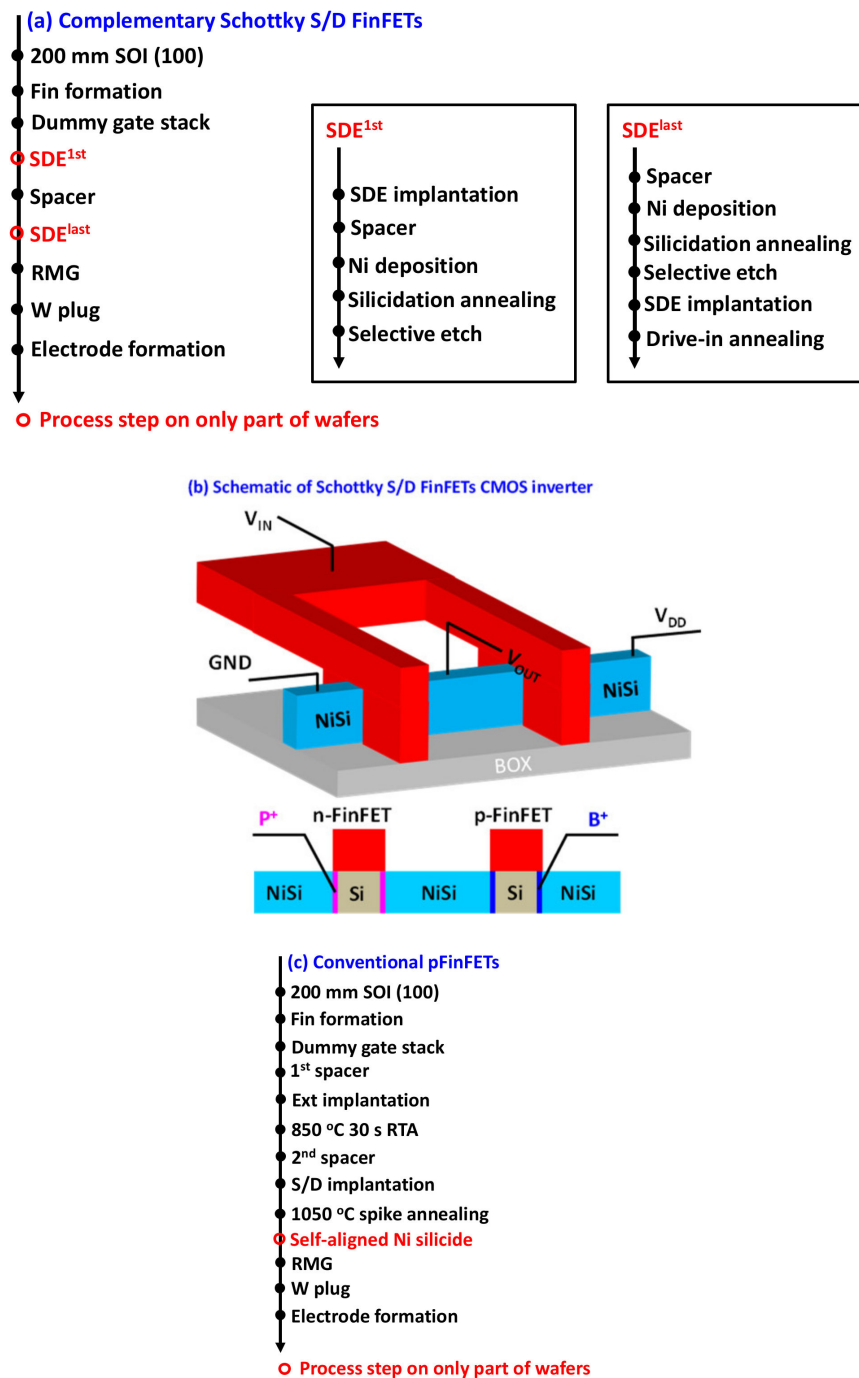 (a) Complementary Schottky S/D FinFETs
200 mm SOI (100)
Fin formation
Dummy gate stack
SDE1st
Spacer
SDElast
RMG
W plug
Electrode formation
Process step on only part of wafers
SDE1st
SDE implantation
Spacer
Ni deposition
Silicidation annealing
Selective etch
SDElast
Spacer
Ni deposition
Silicidation annealing
Selective etch
SDE implantation
Drive-in annealing
(b) Schematic of Schottky S/D FinFETs CMOS inverter
VIN
VDD
GND
VOUT
NiSi
NiSi
BOX
P+
n-FinFET
p-FinFET
B+
NiSi
Si
NiSi
Si
NiSi
(c) Conventional pFinFETs
200 mm SOI (100)
Fin formation
Dummy gate stack
1st spacer
Ext implantation
850 oC 30 s RTA
2nd spacer
S/D implantation
1050 oC spike annealing
Self-aligned Ni silicide
RMG
W plug
Electrode formation
Process step on only part of wafers